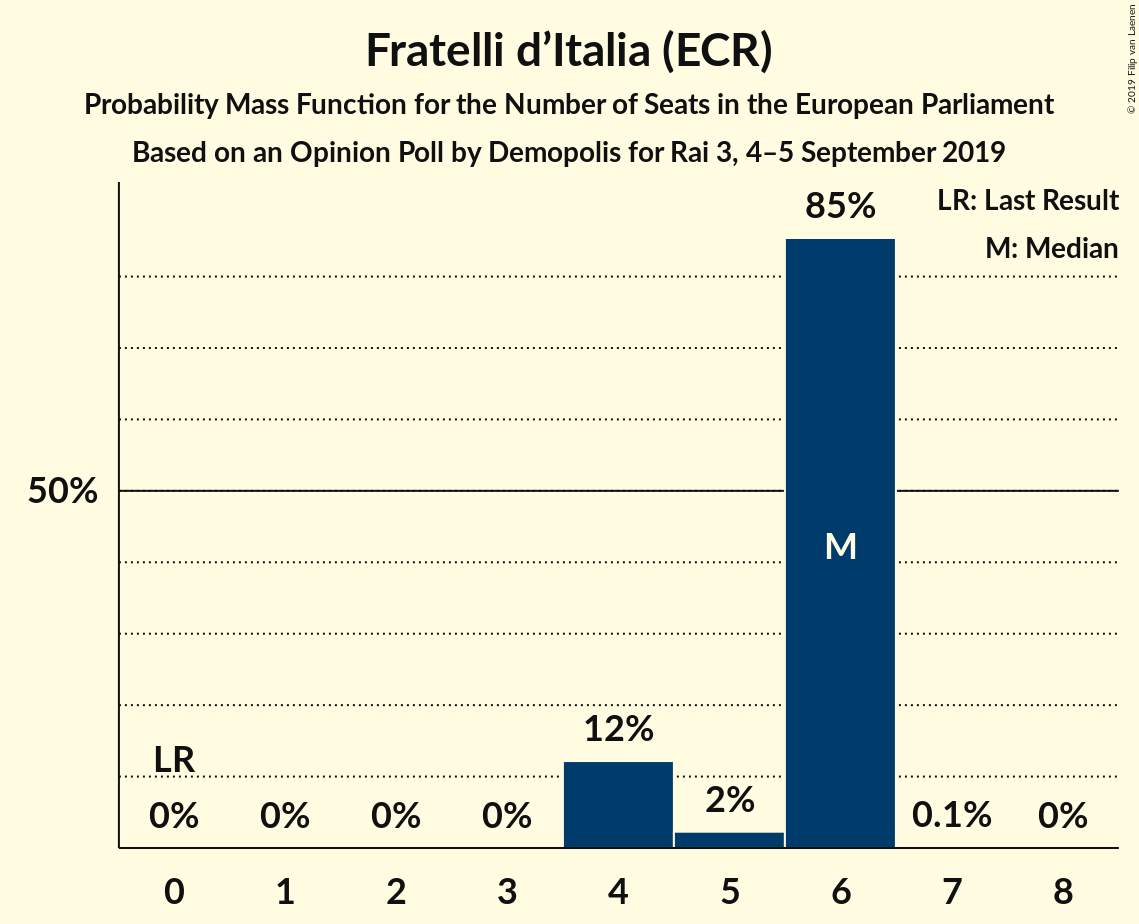 Fratelli d’Italia (ECR)
Probability Mass Function for the Number of Seats in the European Parliament
Based on an Opinion Poll by Demopolis for Rai 3, 4–5 September 2019
© 2019 Filip van Laenen
LR: Last Result
M: Median
85%
50%
M
12%
LR
2%
0% 0% 0% 0% 0.1% 0%
0 1 2 3 4 5 6 7 8